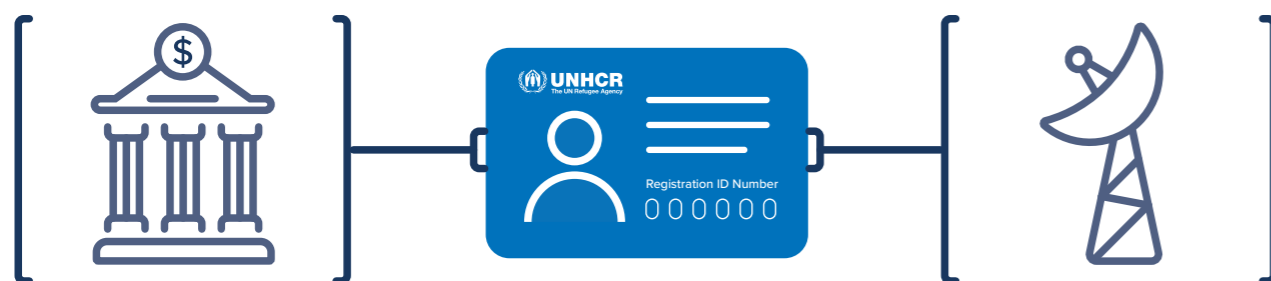 $
UNHCR
The UN Refugee Agency
Registration ID Number
000000